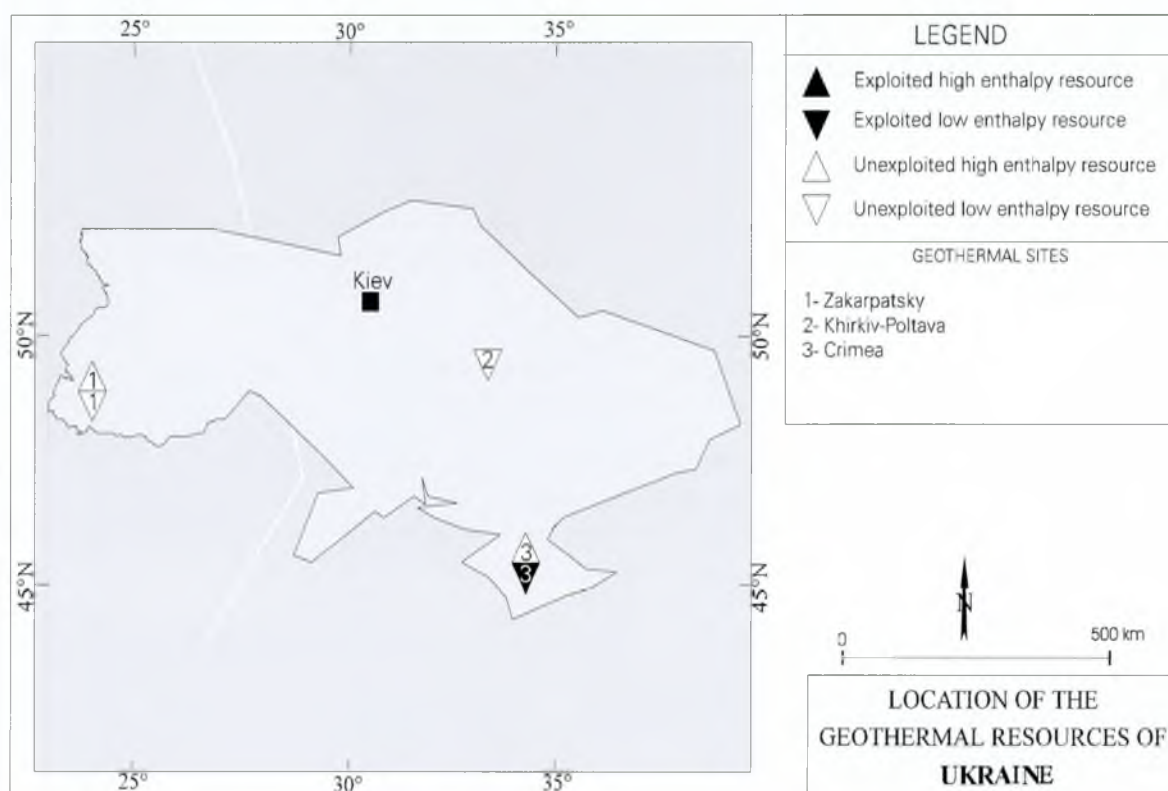 25°
30°
35°
Kiev
50°N
50°N
1
1
2
3
3
45°N
45°N
25°
30°
35°
LEGEND
Exploited high enthalpy resource
Exploited low enthalpy resource
Unexploited high enthalpy resource
Unexploited low enthalpy resource
GEOTHERMAL SITES
1- Zakarpatsky
2- Khirkiv-Poltava
3- Crimea
N
0 500 km
LOCATION OF THE
GEOTHERMAL RESOURCES OF
UKRAINE